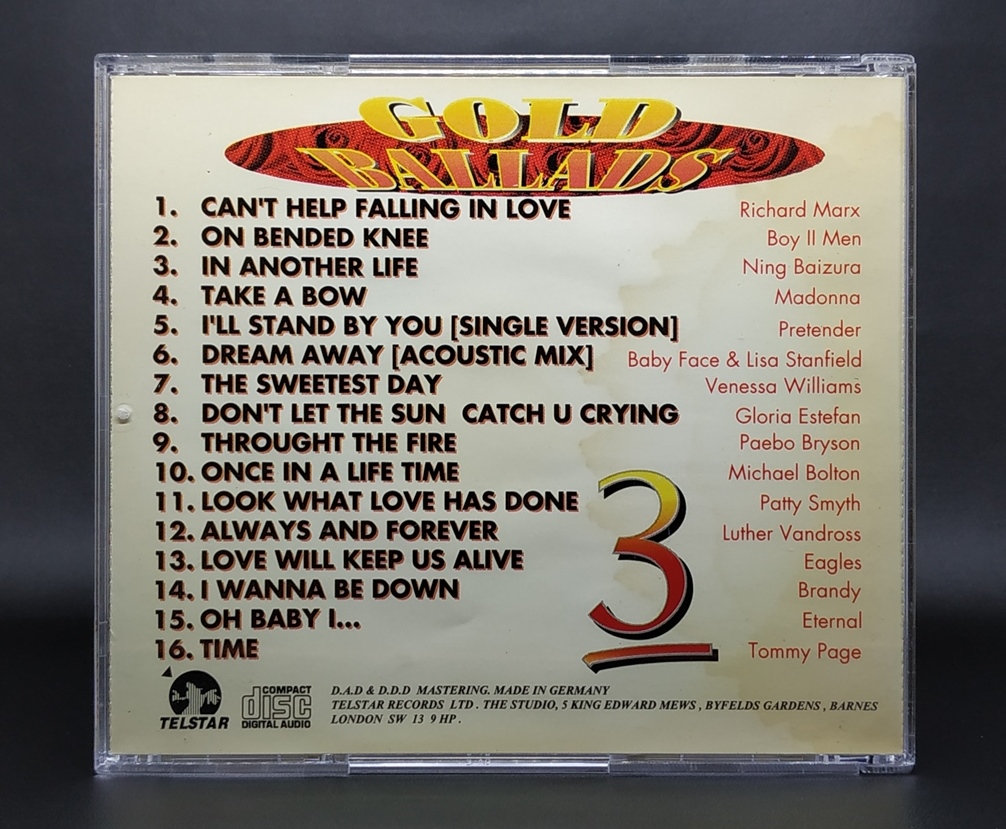 GOLD
BALLADS
1. CAN'T HELP FALLING IN LOVE Richard Marx
2. ON BENDED KNEE Boy II Men
3. IN ANOTHER LIFE Ning Baizura
4. TAKE A BOW Madonna
5. I'LL STAND BY YOU [SINGLE VERSION] Pretender
6. DREAM AWAY [ACOUSTIC MIX] Baby Face & Lisa Stanfield
7. THE SWEETEST DAY Venessa Williams
8. DON'T LET THE SUN CATCH U CRYING Gloria Estefan
9. THROUGHT THE FIRE Paebo Bryson
10. ONCE IN A LIFE TIME Michael Bolton
11. LOOK WHAT LOVE HAS DONE Patty Smyth
12. ALWAYS AND FOREVER Luther Vandross
13. LOVE WILL KEEP US ALIVE Eagles
14. I WANNA BE DOWN Brandy
15. OH BABY I... Eternal
16. TIME Tommy Page
3
TELSTAR
COMPACT
disc
DIGITAL AUDIO
D.A.D & D.D.D MASTERING. MADE IN GERMANY
TELSTAR RECORDS LTD . THE STUDIO, 5 KING EDWARD MEWS , BYFELDS GARDENS , BARNES
LONDON SW 13 9 HP .